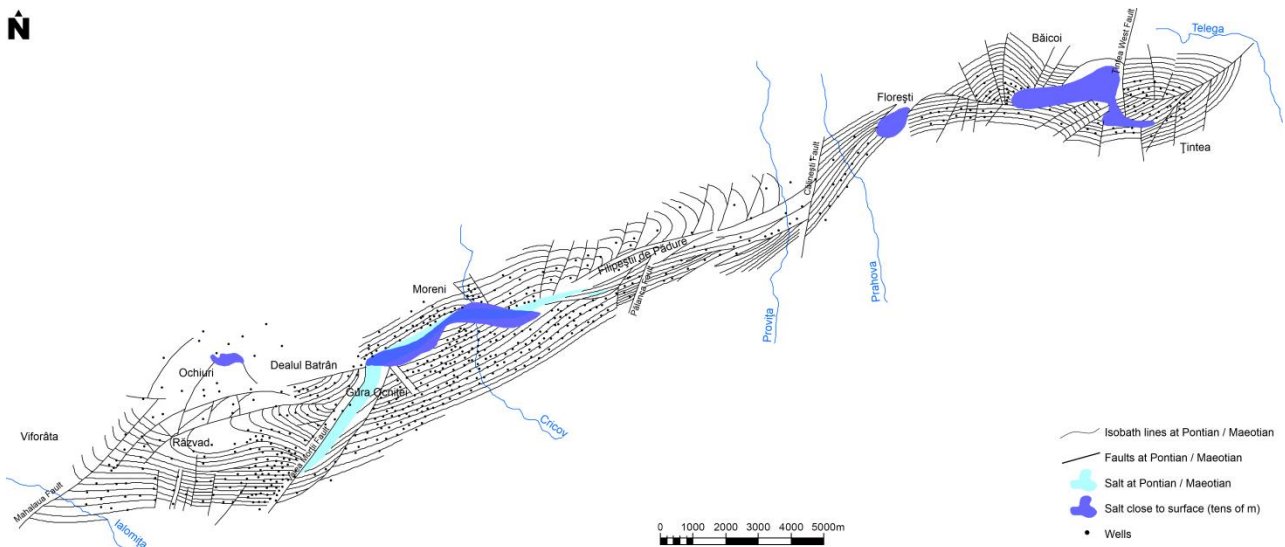 N
Telega
Băicoi
Țintea West Fault
Florești
Țintea
Călinești Fault
Filipeștii de Pădure
Pălanca Fault
Prahova
Provița
Moreni
Ochiuri
Dealul Batrân
Gura Ocniței
Cricov
Viforâta
Răzvad
Mahalaua Fault
Ialomița
Isobath lines at Pontian / Maeotian
Faults at Pontian / Maeotian
Salt at Pontian / Maeotian
Salt close to surface (tens of m)
Wells
0 1000 2000 3000 4000 5000m